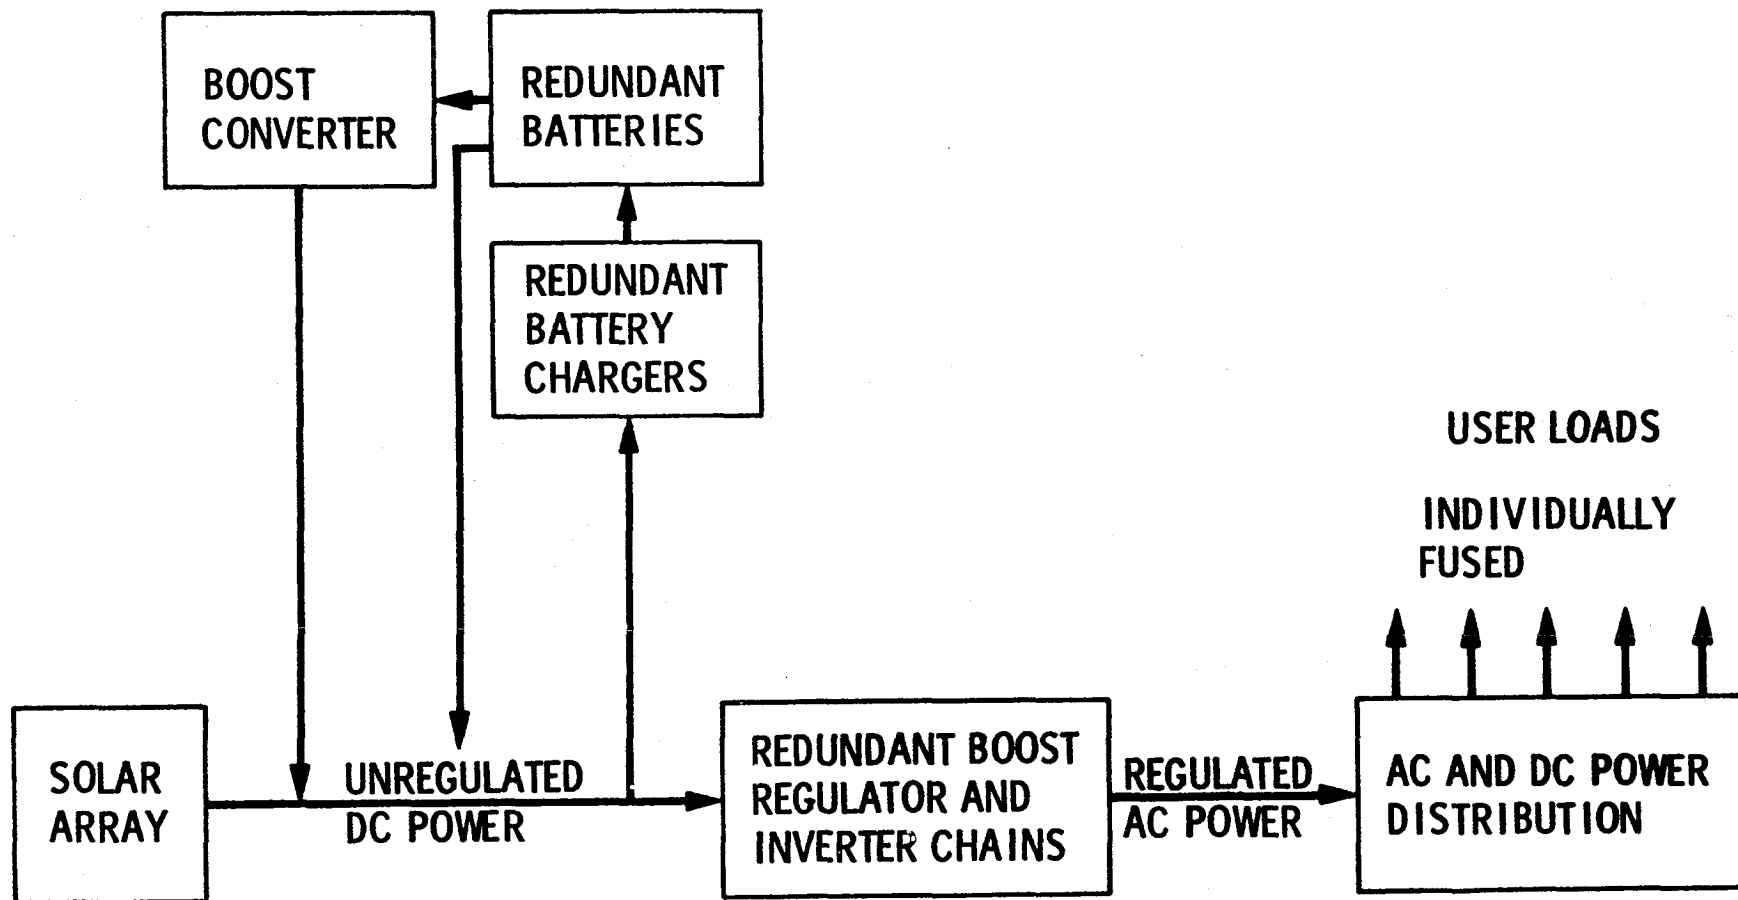 BOOST
CONVERTER
REDUNDANT
BATTERIES
REDUNDANT
BATTERY
CHARGERS
USER LOADS
INDIVIDUALLY
FUSED
SOLAR
ARRAY
UNREGULATED
DC POWER
REDUNDANT BOOST
REGULATOR AND
INVERTER CHAINS
REGULATED
AC POWER
AC AND DC POWER
DISTRIBUTION